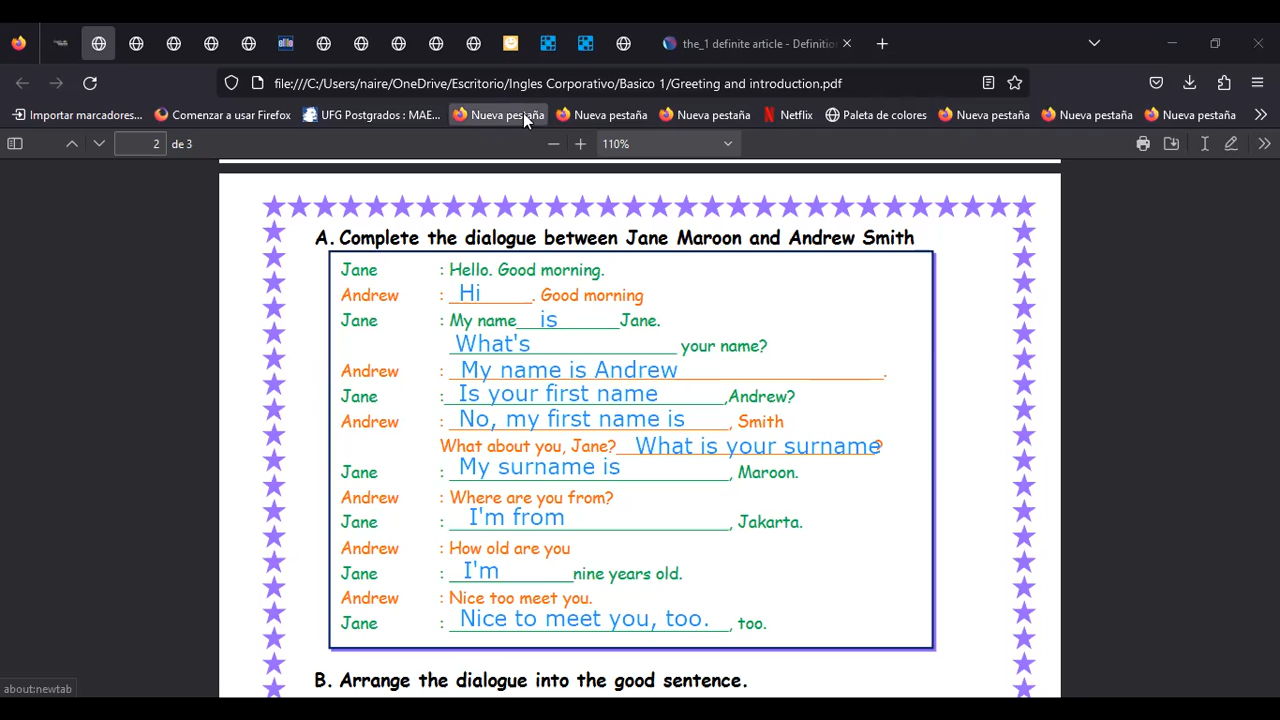 the_1 definite article - Definition
file:///C:/Users/naire/OneDrive/Escritorio/Ingles Corporativo/Basico 1/Greeting and introduction.pdf
Importar marcadores... Comenzar a usar Firefox UFG Postgrados : MAE... Nueva pestaña Nueva pestaña Nueva pestaña Netflix Paleta de colores Nueva pestaña Nueva pestaña Nueva pestaña
2 de 3 110%
A. Complete the dialogue between Jane Maroon and Andrew Smith
Jane : Hello. Good morning.
Andrew : Hi. Good morning
Jane : My name is Jane.
What's your name?
Andrew : My name is Andrew.
Jane : Is your first name,Andrew?
Andrew : No, my first name is, Smith
What about you, Jane? What is your surname?
Jane : My surname is, Maroon.
Andrew : Where are you from?
Jane : I'm from, Jakarta.
Andrew : How old are you
Jane : I'm nine years old.
Andrew : Nice too meet you.
Jane : Nice to meet you, too., too.
B. Arrange the dialogue into the good sentence.
about:newtab